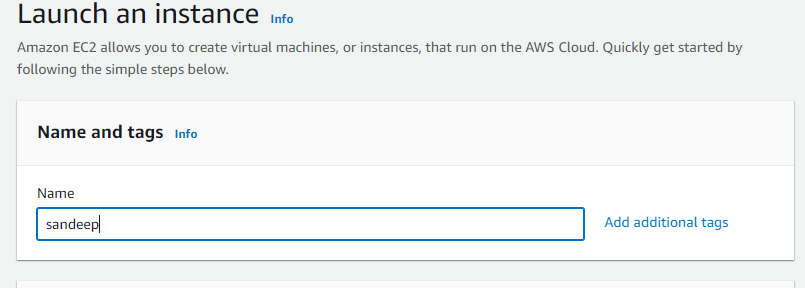 Launch an instance Info
Amazon EC2 allows you to create virtual machines, or instances, that run on the AWS Cloud. Quickly get started by
following the simple steps below.
Name and tags Info
Name
sandeep
Add additional tags